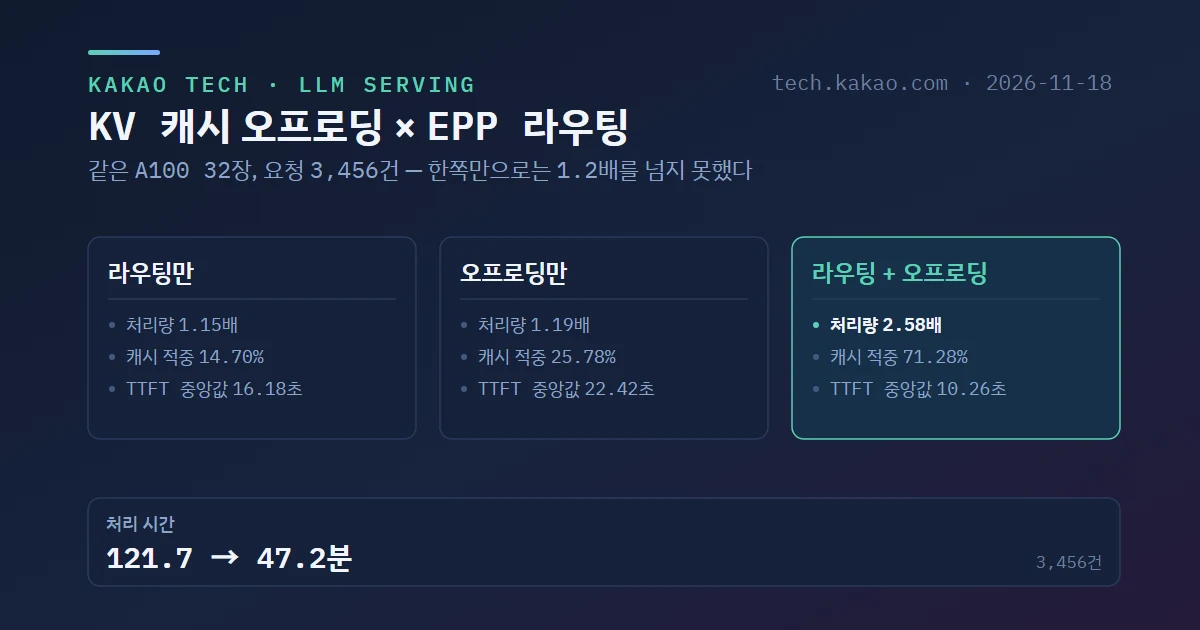 KAKAO TECH · LLM SERVING
tech.kakao.com · 2026-11-18
KV 캐시 오프로딩 × EPP 라우팅
같은 A100 32장, 요청 3,456건 — 한쪽만으로는 1.2배를 넘지 못했다
라우팅만
처리량 1.15배
캐시 적중 14.70%
TTFT 중앙값 16.18초
오프로딩만
처리량 1.19배
캐시 적중 25.78%
TTFT 중앙값 22.42초
라우팅 + 오프로딩
처리량 2.58배
캐시 적중 71.28%
TTFT 중앙값 10.26초
처리 시간
121.7 → 47.2분
3,456건